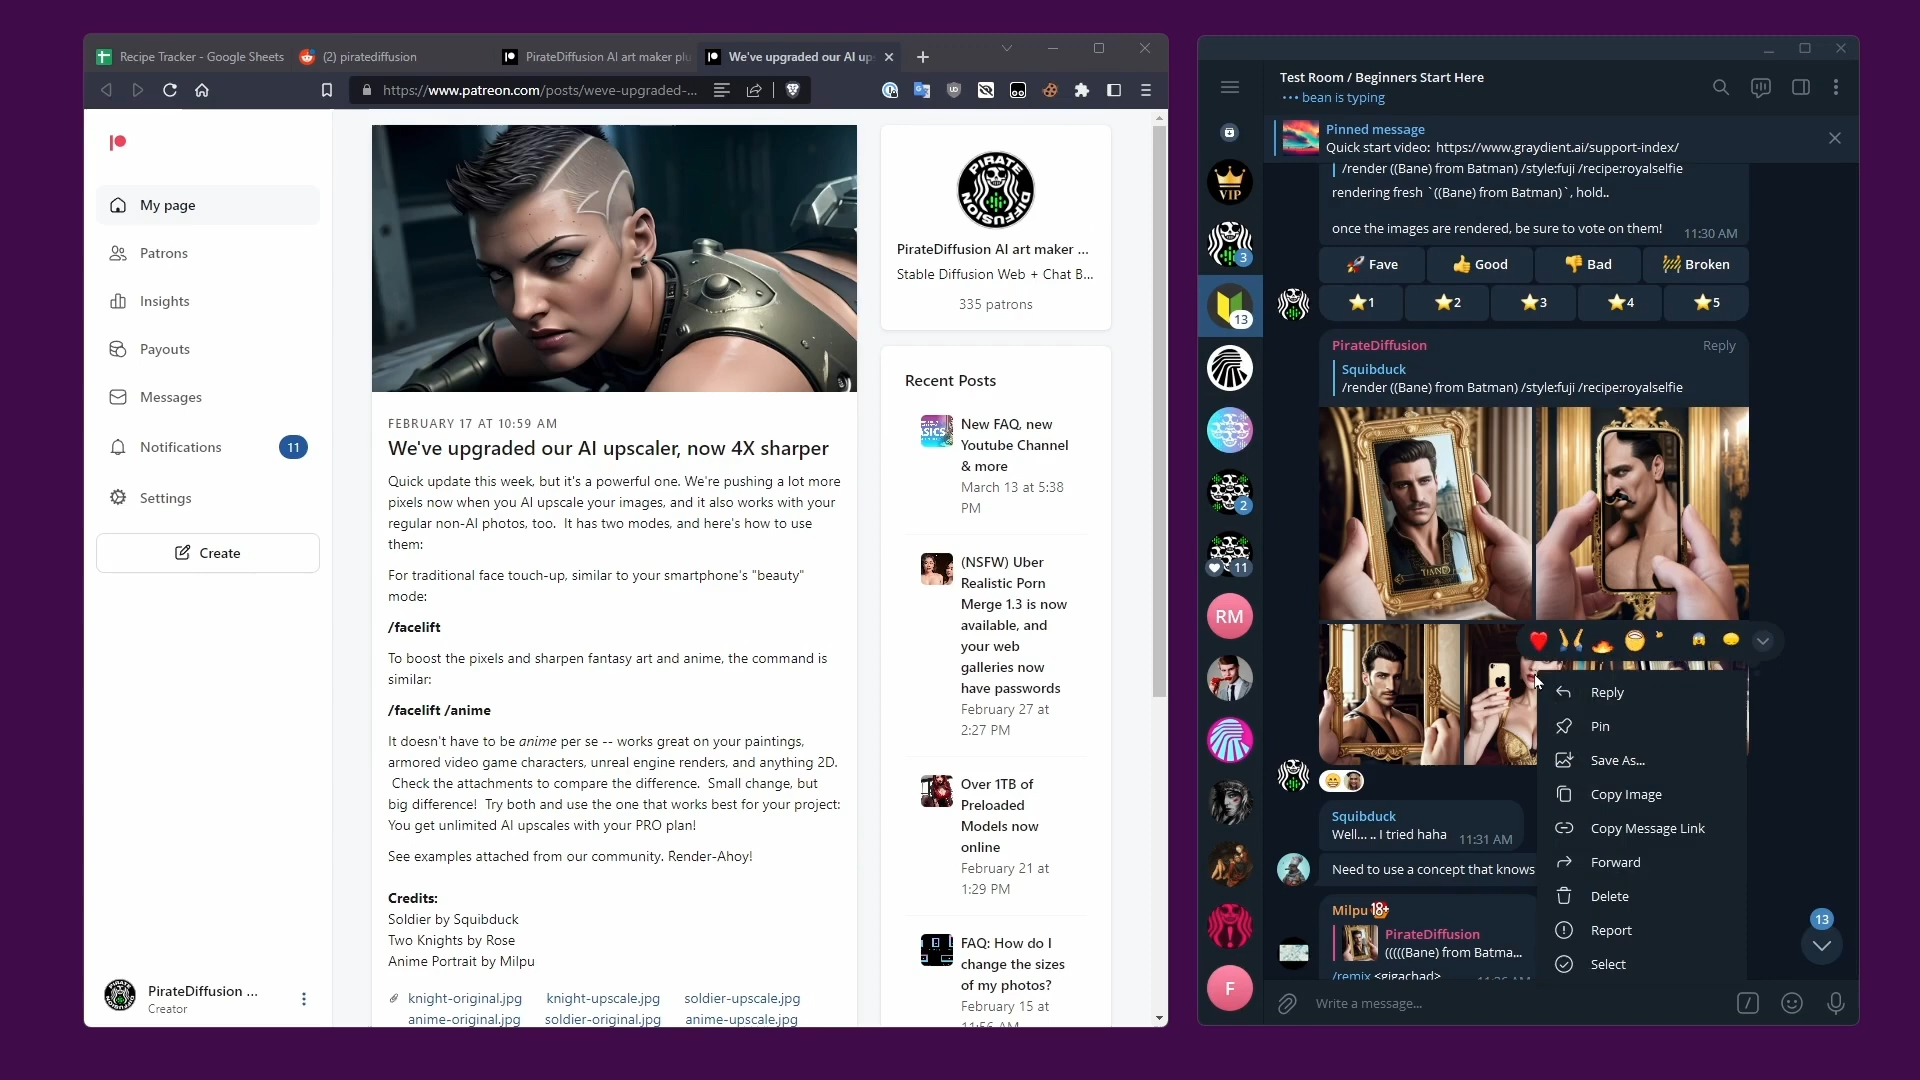 Recipe Tracker - Google Sheets
(2) piratediffusion
PirateDiffusion AI art maker plu
We've upgraded our AI up
https://www.patreon.com/posts/weve-upgraded-...
My page
Patrons
Insights
Payouts
Messages
Notifications 11
Settings
Create
PirateDiffusion ...
Creator
FEBRUARY 17 AT 10:59 AM
We've upgraded our AI upscaler, now 4X sharper
Quick update this week, but it's a powerful one. We're pushing a lot more
pixels now when you AI upscale your images, and it also works with your
regular non-AI photos, too.  It has two modes, and here's how to use
them:
For traditional face touch-up, similar to your smartphone's "beauty"
mode:
/facelift
To boost the pixels and sharpen fantasy art and anime, the command is
similar:
/facelift /anime
It doesn't have to be anime per se -- works great on your paintings,
armored video game characters, unreal engine renders, and anything 2D.
Check the attachments to compare the difference.  Small change, but
big difference!  Try both and use the one that works best for your project:
You get unlimited AI upscales with your PRO plan!
See examples attached from our community. Render-Ahoy!
Credits:
Soldier by Squibduck
Two Knights by Rose
Anime Portrait by Milpu
knight-original.jpg knight-upscale.jpg soldier-upscale.jpg
anime-original.jpg soldier-original.jpg anime-upscale.jpg
PIRATE
DIFFUSION
PirateDiffusion AI art maker ...
Stable Diffusion Web + Chat B...
335 patrons
Recent Posts
New FAQ, new
Youtube Channel
& more
March 13 at 5:38
PM
(NSFW) Uber
Realistic Porn
Merge 1.3 is now
available, and
your web
galleries now
have passwords
February 27 at
2:27 PM
Over 1TB of
Preloaded
Models now
online
February 21 at
1:29 PM
FAQ: How do I
change the sizes
of my photos?
February 15 at
11:56 AM
VIP
3
13
2
11
RM
F
Test Room / Beginners Start Here
bean is typing
Pinned message
Quick start video:  https://www.graydient.ai/support-index/
/render ((Bane) from Batman) /style:fuji /recipe:royalselfie
rendering fresh `((Bane) from Batman)`, hold..
once the images are rendered, be sure to vote on them! 11:30 AM
Fave Good Bad Broken
1 2 3 4 5
PirateDiffusion Reply
Squibduck
/render ((Bane) from Batman) /style:fuji /recipe:royalselfie
Reply
Pin
Save As...
Copy Image
Copy Message Link
Forward
Delete
Report
Select
Squibduck
Well... .. I tried haha 11:31 AM
Need to use a concept that knows
Milpu 18+
PirateDiffusion
(((((Bane) from Batma...
/remix <gigachad> 11:36 AM
13
Write a message...